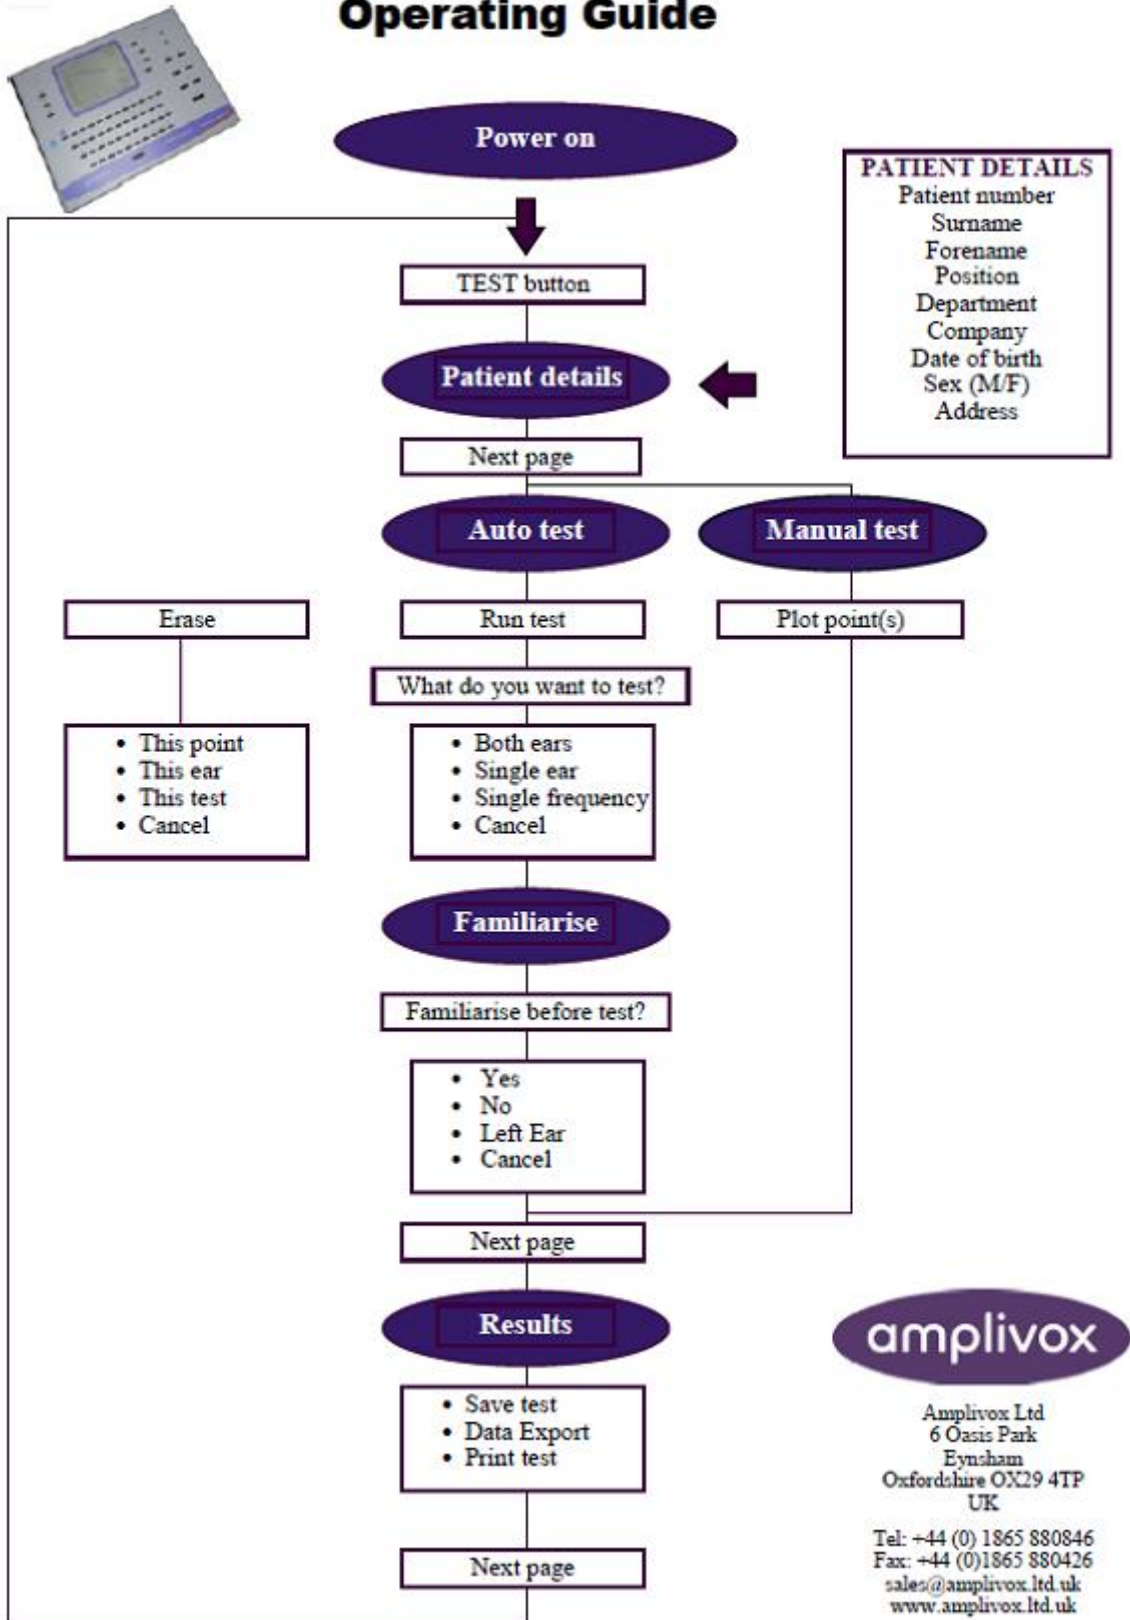 Operating Guide
Power on
PATIENT DETAILS
Patient number
Surname
Forename
Position
Department
Company
Date of birth
Sex (M/F)
Address
TEST button
Patient details
Next page
Auto test
Manual test
Erase
Run test
Plot point(s)
What do you want to test?
• This point
• This ear
• This test
• Cancel
• Both ears
• Single ear
• Single frequency
• Cancel
Familiarise
Familiarise before test?
• Yes
• No
• Left Ear
• Cancel
Next page
Results
• Save test
• Data Export
• Print test
Next page
amplivox
Amplivox Ltd
6 Oasis Park
Eynsham
Oxfordshire OX29 4TP
UK
Tel: +44 (0) 1865 880846
Fax: +44 (0)1865 880426
sales@amplivox.ltd.uk
www.amplivox.ltd.uk